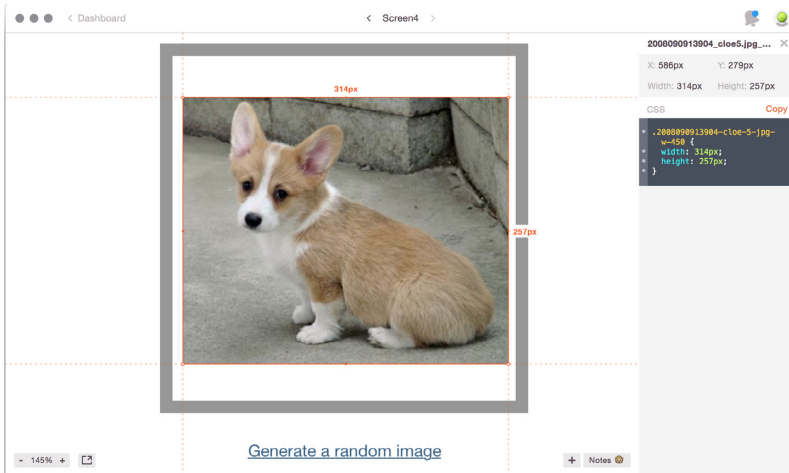 < Dashboard
< Screen4 >
2008090913904_cloe5.jpg_...
X: 586px Y: 279px
Width: 314px Height: 257px
CSS Copy
.2008090913904-cloe-5-jpg-
w-450 {
width: 314px;
height: 257px;
}
314px
257px
Generate a random image
- 145% +
+ Notes